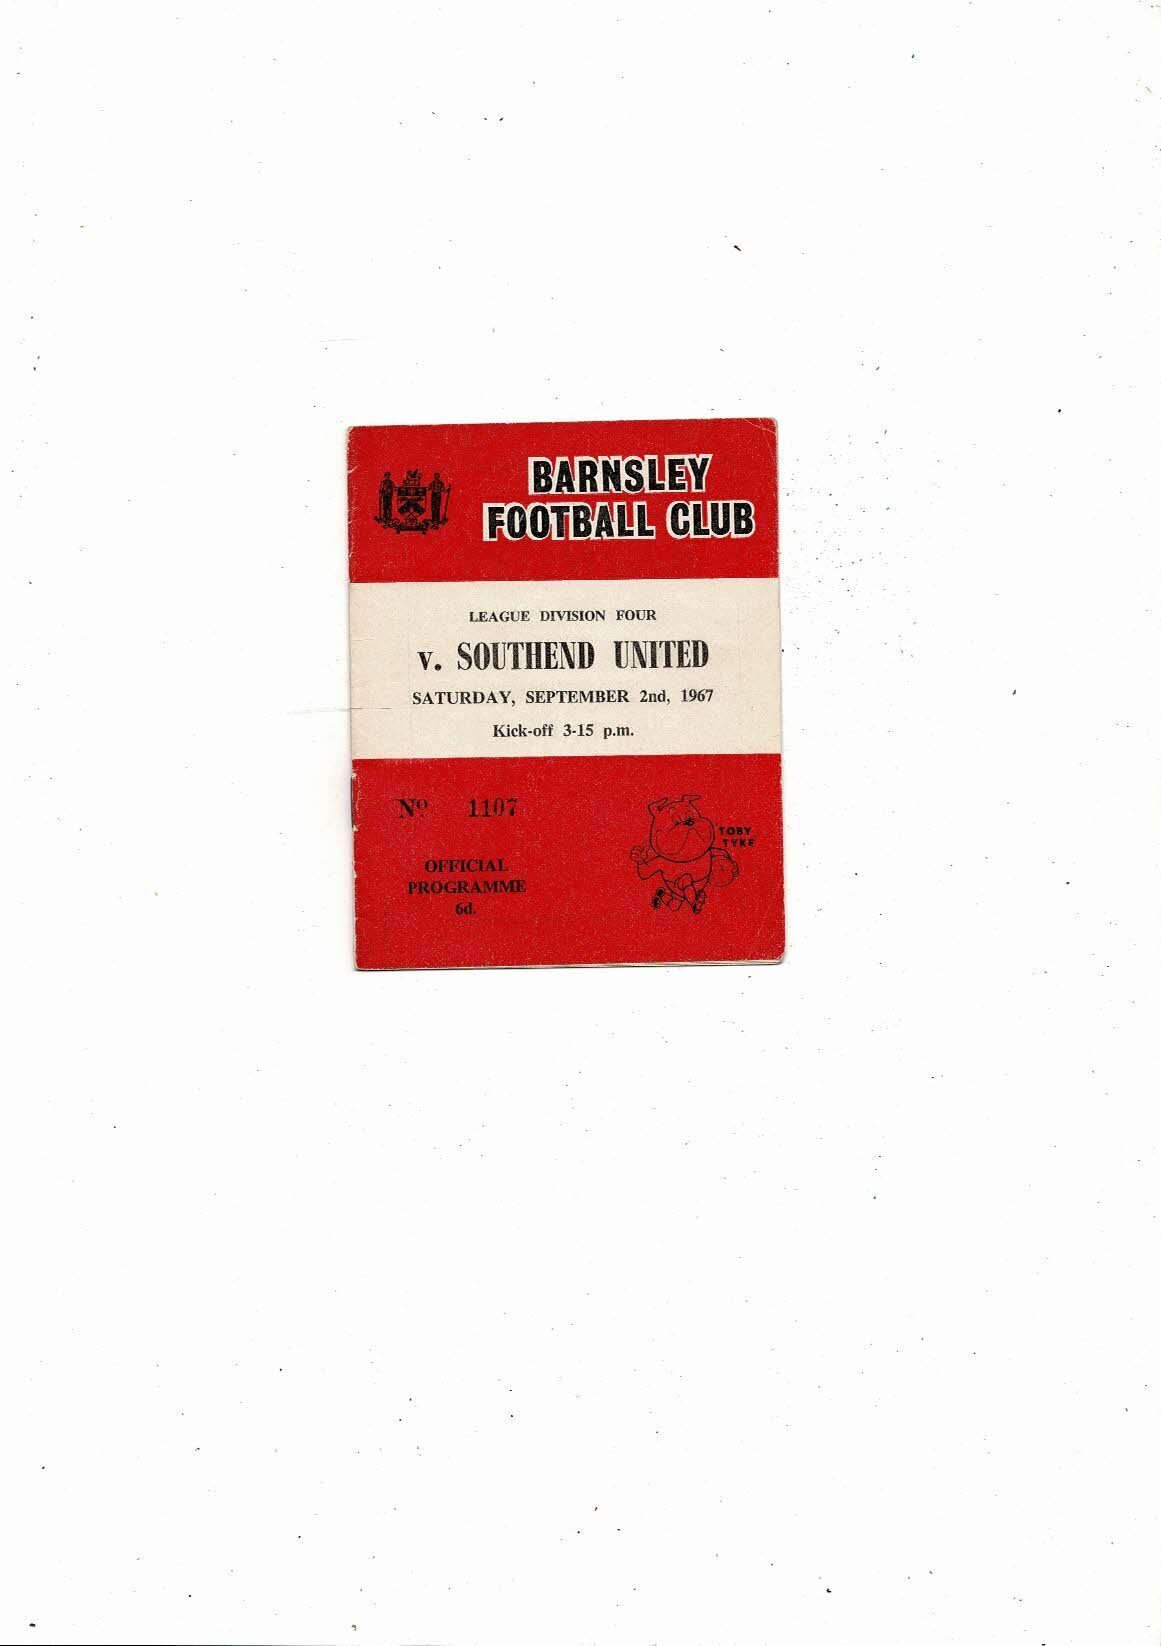 BARNSLEY
FOOTBALL CLUB
LEAGUE DIVISION FOUR
v. SOUTHEND UNITED
SATURDAY, SEPTEMBER 2nd, 1967
Kick-off 3-15 p.m.
Nº 1107
TOBY
TYKE
OFFICIAL
PROGRAMME
6d.